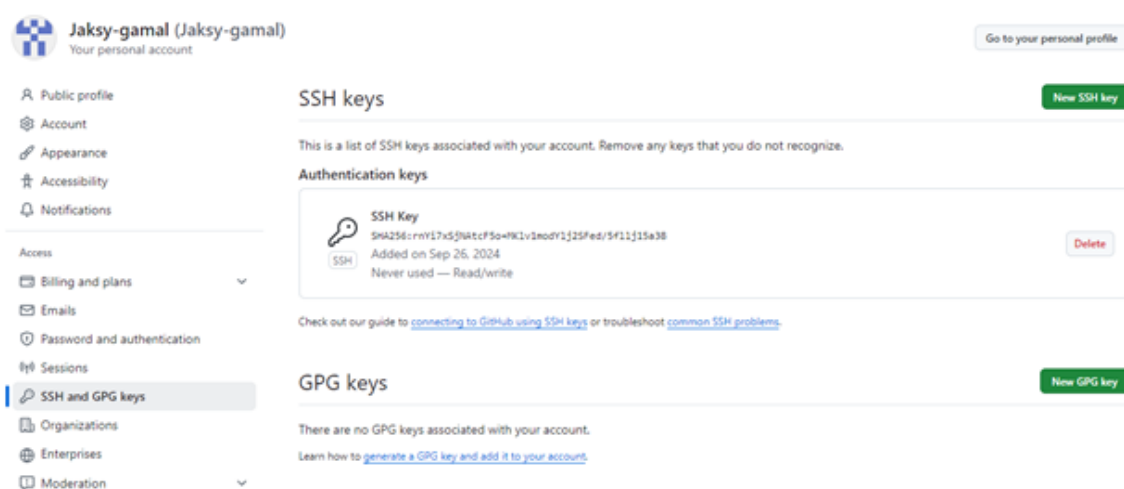 Jaksy-gamal (Jaksy-gamal)
Your personal account
Go to your personal profile
Public profile
Account
Appearance
Accessibility
Notifications
Access
Billing and plans
Emails
Password and authentication
Sessions
SSH and GPG keys
Organizations
Enterprises
Moderation
SSH keys
New SSH key
This is a list of SSH keys associated with your account. Remove any keys that you do not recognize.
Authentication keys
SSH Key
SSH
Added on Sep 26, 2024
Never used — Read/write
Delete
Check out our guide to connecting to GitHub using SSH keys or troubleshoot common SSH problems.
GPG keys
New GPG key
There are no GPG keys associated with your account.
Learn how to generate a GPG key and add it to your account.